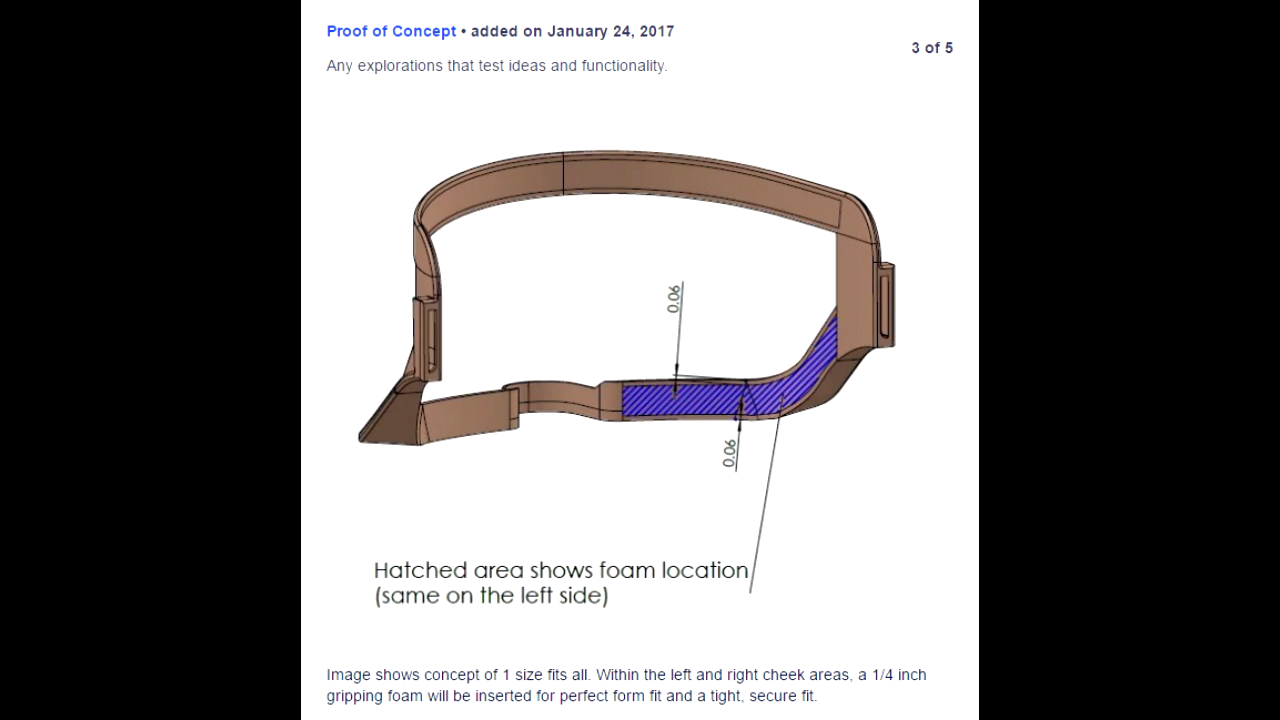 Proof of Concept • added on January 24, 2017
3 of 5
Any explorations that test ideas and functionality.
0.06
0.06
Hatched area shows foam location
(same on the left side)
Image shows concept of 1 size fits all. Within the left and right cheek areas, a 1/4 inch
gripping foam will be inserted for perfect form fit and a tight, secure fit.